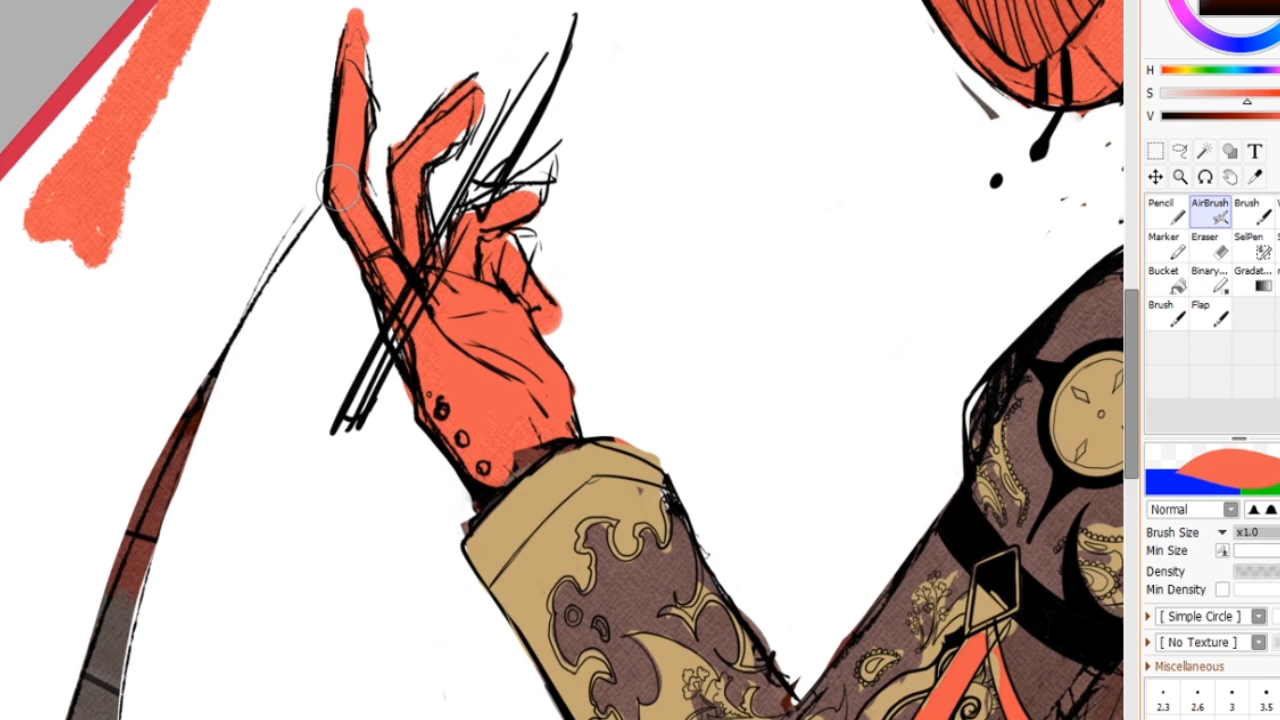 H
S
V
T
Pencil AirBrush Brush
Marker Eraser SelPen
Bucket Binary... Gradat...
Brush Flap
Normal
Brush Size x1.0
Min Size
Density
Min Density
[ Simple Circle ]
[ No Texture ]
Miscellaneous
2.3 2.6 3 3.5